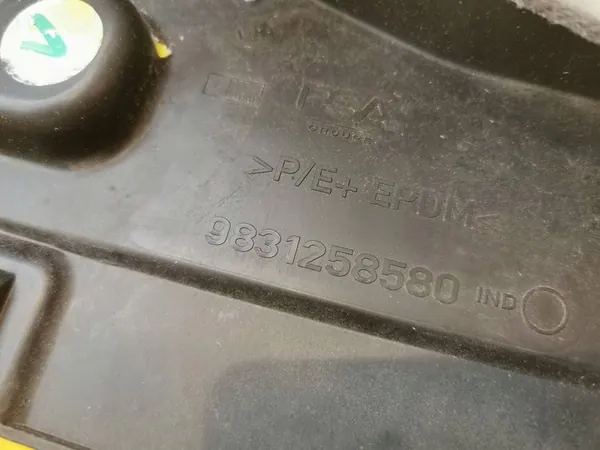 V
PSA
GROUPE
>P/E+ EPDM<
9831258580 IND